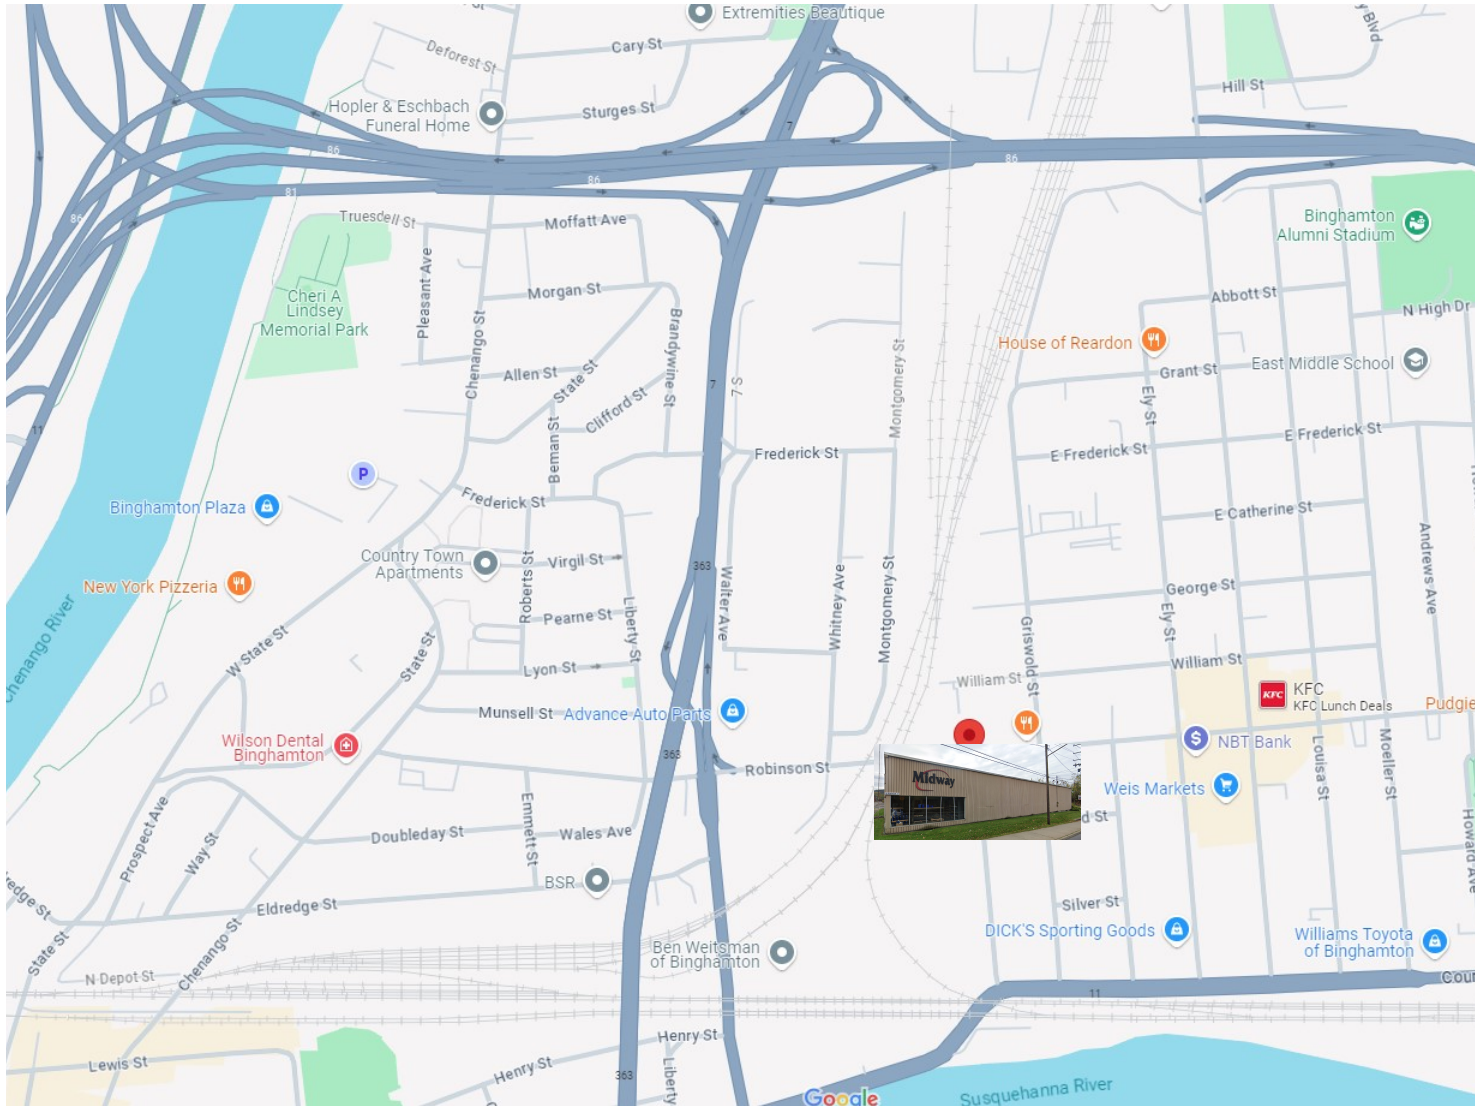 Extremities Beautique
Cary St
Deforest St
Blvd
Hill St
Hopler & Eschbach
Funeral Home
Sturges St
7
86
86
86
81
86
Truesdell St
Moffatt Ave
Binghamton
Alumni Stadium
Pleasant Ave
Cheri A
Lindsey
Memorial Park
Morgan St
Abbott St
N High Dr
Chenango St
Brandywine St
Montgomery St
House of Reardon
East Middle School
Allen St
State St
Grant St
7
7 S
Clifford St
Ely St
11
Beman St
Frederick St
E Frederick St
E Frederick St
P
Binghamton Plaza
Frederick St
E Catherine St
Country Town
Apartments
Virgil St
Roberts St
363
Walter Ave
Whitney Ave
Montgomery St
Andrews Ave
New York Pizzeria
George St
Pearne St
Liberty St
Griswold St
Ely St
Chenango River
W State St
State St
Lyon St
William St
William St
KFC
KFC
KFC Lunch Deals
Munsell St
Advance Auto Parts
Pudgie
Wilson Dental
Binghamton
363
Robinson St
$
NBT Bank
Louisa St
Moeller St
Midway
Weis Markets
Prospect Ave
Way St
Doubleday St
Emmett St
Wales Ave
d St
Howard Ave
BSR
Eldredge St
redge St
Silver St
State St
Chenango St
Ben Weitsman
of Binghamton
DICK'S Sporting Goods
Williams Toyota
of Binghamton
N Depot St
11
Cour
Lewis St
Henry St
Henry St
Liberty
363
Google
Susquehanna River